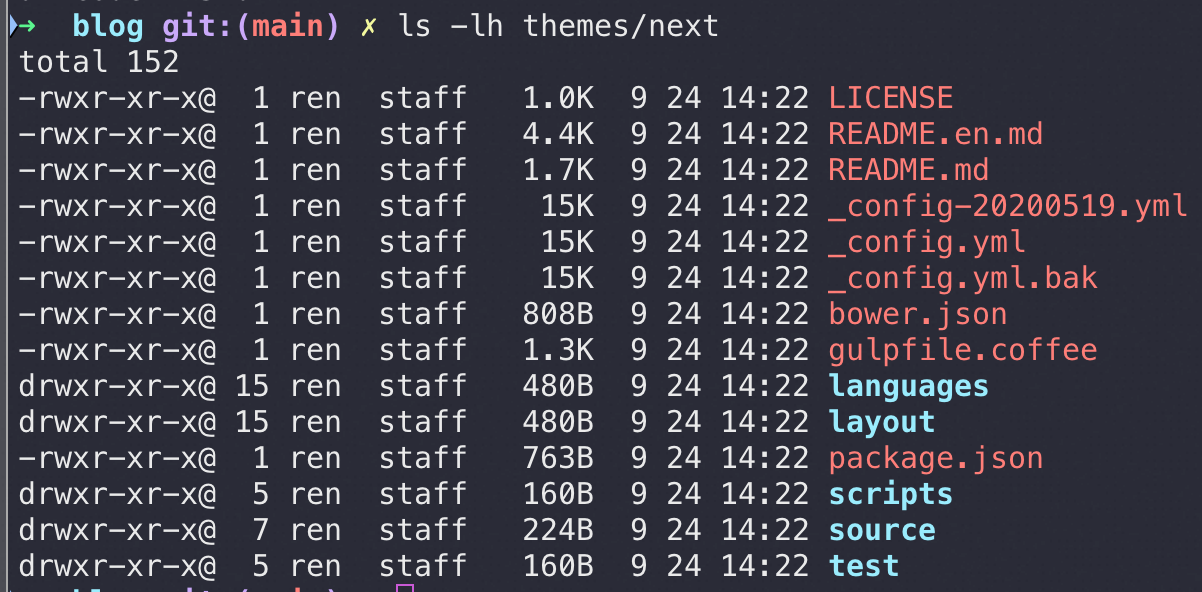 ➜  blog git:(main) ✗ ls -lh themes/next
total 152
-rwxr-xr-x@  1 ren  staff   1.0K  9 24 14:22 LICENSE
-rwxr-xr-x@  1 ren  staff   4.4K  9 24 14:22 README.en.md
-rwxr-xr-x@  1 ren  staff   1.7K  9 24 14:22 README.md
-rwxr-xr-x@  1 ren  staff    15K  9 24 14:22 _config-20200519.yml
-rwxr-xr-x@  1 ren  staff    15K  9 24 14:22 _config.yml
-rwxr-xr-x@  1 ren  staff    15K  9 24 14:22 _config.yml.bak
-rwxr-xr-x@  1 ren  staff   808B  9 24 14:22 bower.json
-rwxr-xr-x@  1 ren  staff   1.3K  9 24 14:22 gulpfile.coffee
drwxr-xr-x@ 15 ren  staff   480B  9 24 14:22 languages
drwxr-xr-x@ 15 ren  staff   480B  9 24 14:22 layout
-rwxr-xr-x@  1 ren  staff   763B  9 24 14:22 package.json
drwxr-xr-x@  5 ren  staff   160B  9 24 14:22 scripts
drwxr-xr-x@  7 ren  staff   224B  9 24 14:22 source
drwxr-xr-x@  5 ren  staff   160B  9 24 14:22 test